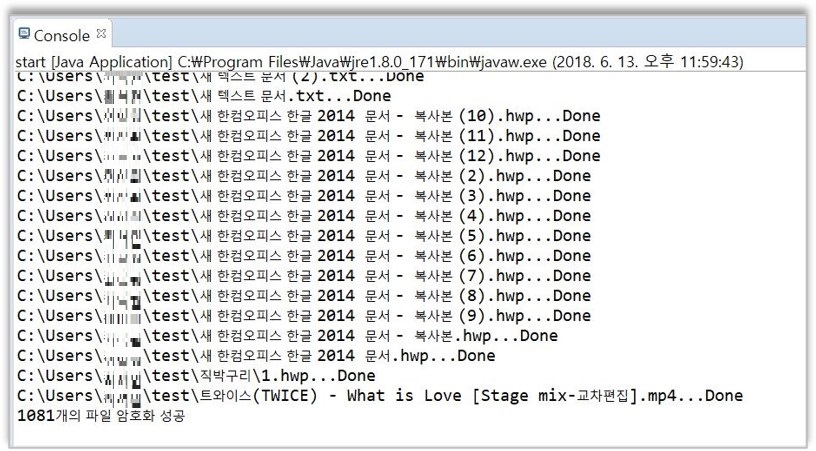 Console
start [Java Application] C:₩Program Files₩Java₩jre1.8.0_171₩bin₩javaw.exe (2018. 6. 13. 오후 11:59:43)
C:\Users\ \test\새 텍스트 문서 (2).txt...Done
C:\Users\ \test\새 텍스트 문서.txt...Done
C:\Users\ \test\새 한컴오피스 한글 2014 문서 - 복사본 (10).hwp...Done
C:\Users\ \test\새 한컴오피스 한글 2014 문서 - 복사본 (11).hwp...Done
C:\Users\ \test\새 한컴오피스 한글 2014 문서 - 복사본 (12).hwp...Done
C:\Users\ \test\새 한컴오피스 한글 2014 문서 - 복사본 (2).hwp...Done
C:\Users\ \test\새 한컴오피스 한글 2014 문서 - 복사본 (3).hwp...Done
C:\Users\ \test\새 한컴오피스 한글 2014 문서 - 복사본 (4).hwp...Done
C:\Users\ \test\새 한컴오피스 한글 2014 문서 - 복사본 (5).hwp...Done
C:\Users\ \test\새 한컴오피스 한글 2014 문서 - 복사본 (6).hwp...Done
C:\Users\ \test\새 한컴오피스 한글 2014 문서 - 복사본 (7).hwp...Done
C:\Users\ \test\새 한컴오피스 한글 2014 문서 - 복사본 (8).hwp...Done
C:\Users\ \test\새 한컴오피스 한글 2014 문서 - 복사본 (9).hwp...Done
C:\Users\ \test\새 한컴오피스 한글 2014 문서 - 복사본.hwp...Done
C:\Users\ \test\새 한컴오피스 한글 2014 문서.hwp...Done
C:\Users\ \test\직박구리\1.hwp...Done
C:\Users\ \test\트와이스(TWICE) - What is Love [Stage mix-교차편집].mp4...Done
1081개의 파일 암호화 성공